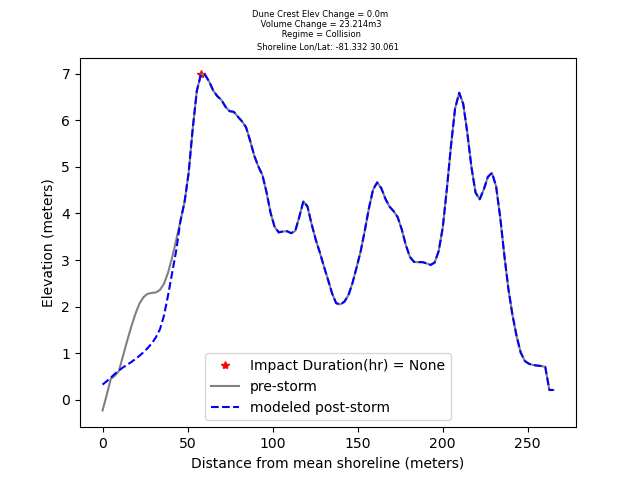 Dune Crest Elev Change = 0.0m
Volume Change = 23.214m3
Regime = Collision
Shoreline Lon/Lat: -81.332 30.061
7
6
5
4
3
2
1
0
Elevation (meters)
Impact Duration(hr) = None
pre-storm
modeled post-storm
0 50 100 150 200 250
Distance from mean shoreline (meters)